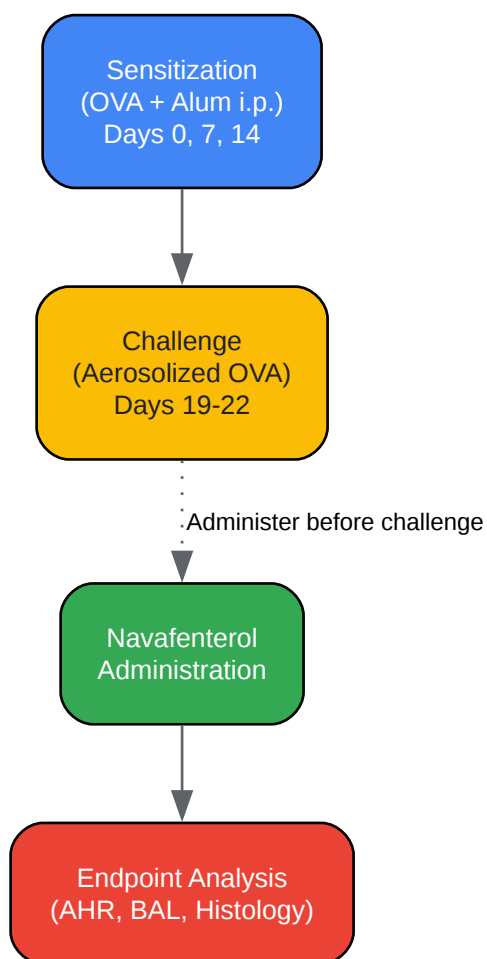 Sensitization
(OVA + Alum i.p.)
Days 0, 7, 14
Challenge
(Aerosolized OVA)
Days 19-22
Administer before challenge
Navafenterol
Administration
Endpoint Analysis
(AHR, BAL, Histology)